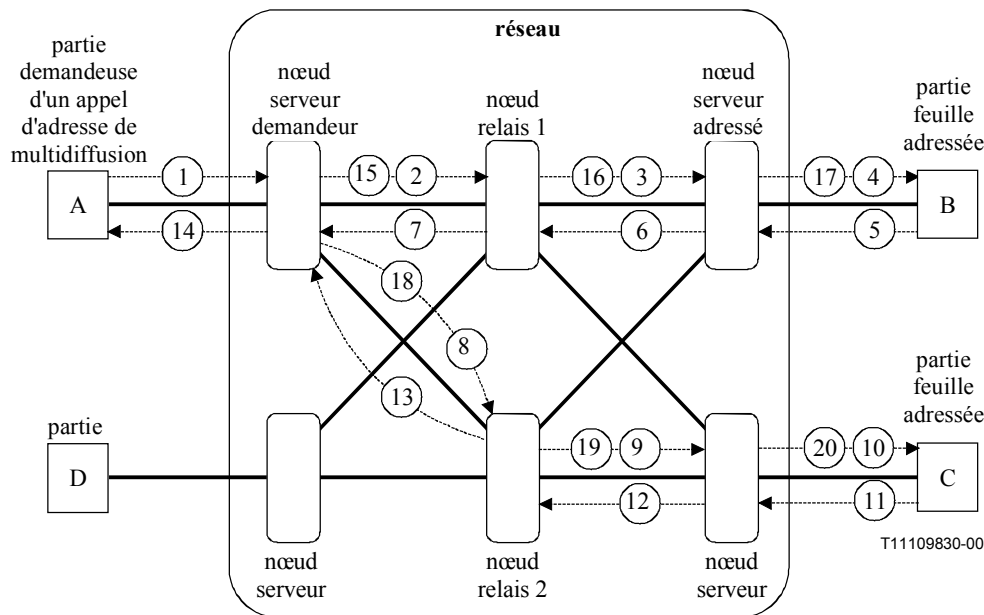 réseau
partie
demandeuse
d'un appel
d'adresse de
multidiffusion
nœud
serveur
demandeur
nœud
relais 1
nœud
serveur
adressé
partie
feuille
adressée
1
15
2
16
3
17
4
A
B
14
7
6
5
18
8
13
partie
feuille
adressée
partie
19
9
20
10
D
C
12
11
T11109830-00
nœud
serveur
nœud
relais 2
nœud
serveur